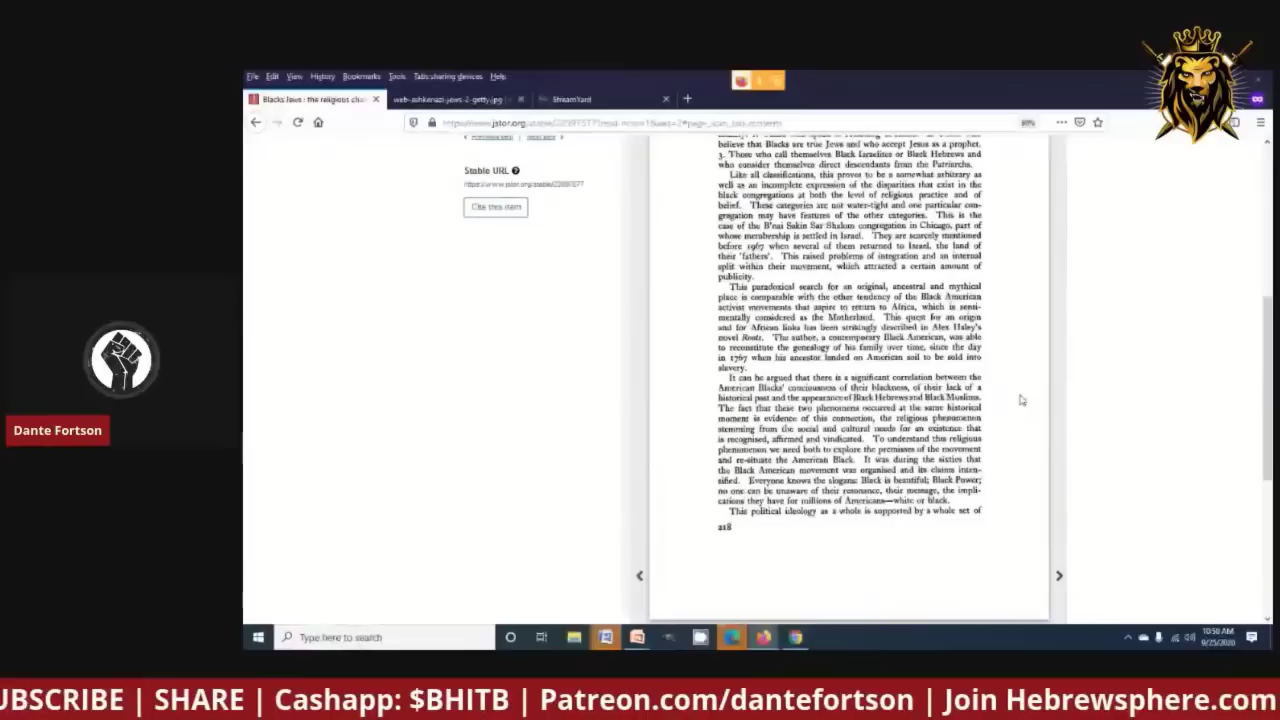 File Edit View History Bookmarks Tools Tabs sharing devices Help
Blacks Jews : the religious cha
web-ashkenazi-jews-2-getty.jpg
StreamYard
80%
Stable URL
Cite this item
believe that Blacks are true Jews and who accept Jesus as a prophet.
3. Those who call themselves Black Israelites or Black Hebrews and
who consider themselves direct descendants from the Patriarchs.
Like all classifications, this proves to be a somewhat arbitrary as
well as an incomplete expression of the disparities that exist in the
black congregations at both the level of religious practice and of
belief. These categories are not water-tight and one particular con-
gregation may have features of the other categories. This is the
case of the B'nai Sakin Sar Shalom congregation in Chicago, part of
whose membership is settled in Israel. They are scarcely mentioned
before 1967 when several of them returned to Israel, the land of
their 'fathers'. This raised problems of integration and an internal
split within their movement, which attracted a certain amount of
publicity.
This paradoxical search for an original, ancestral and mythical
place is comparable with the other tendency of the Black American
activist movements that aspire to return to Africa, which is senti-
mentally considered as the Motherland. This quest for an origin
and for African links has been strikingly described in Alex Haley's
novel Roots. The author, a contemporary Black American, was able
to reconstitute the genealogy of his family over time, since the day
in 1767 when his ancestor landed on American soil to be sold into
slavery.
It can be argued that there is a significant correlation between the
American Blacks' consciousness of their blackness, of their lack of a
historical past and the appearance of Black Hebrews and Black Muslims.
The fact that these two phenomena occurred at the same historical
moment is evidence of this connection, the religious phenomenon
stemming from the social and cultural needs for an existence that
is recognised, affirmed and vindicated. To understand this religious
phenomenon we need both to explore the premises of the movement
and re-situate the American Black. It was during the sixties that
the Black American movement was organised and its claims inten-
sified. Everyone knows the slogans: Black is beautiful; Black Power;
no one can be unaware of their resonance, their message, the impli-
cations they have for millions of Americans—white or black.
This political ideology as a whole is supported by a whole set of
218
Dante Fortson
Type here to search
10:50 AM
9/25/2020
UBSCRIBE | SHARE | Cashapp: $BHITB | Patreon.com/dantefortson | Join Hebrewsphere.com